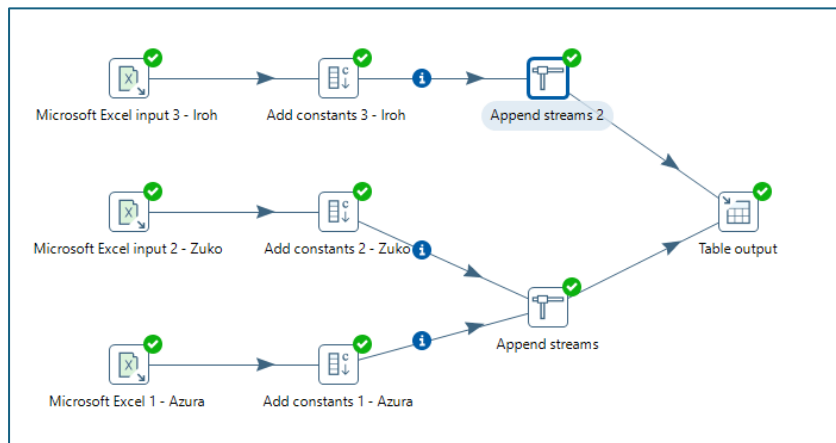 Microsoft Excel input 3 - Iroh
Add constants 3 - Iroh
Append streams 2
Microsoft Excel input 2 - Zuko
Add constants 2 - Zuko
Table output
Append streams
Microsoft Excel 1 - Azura
Add constants 1 - Azura